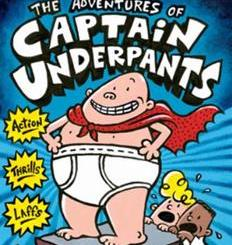 THE ADVENTURES OF
CAPTAIN
UNDERPANTS
Action
Thrills
Laffs